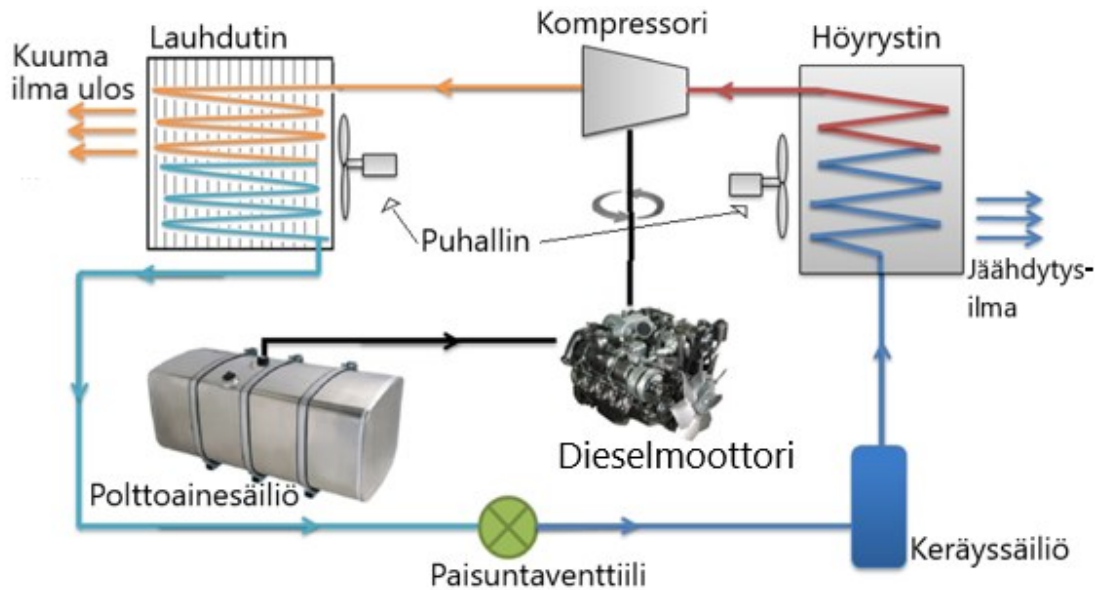 Lauhdutin
Kompressori
Höyrystin
Kuuma
ilma ulos
Puhallin
Jäähdytys-
ilma
Dieselmoottori
Polttoainesäiliö
Paisuntaventtiili
Keräyssäiliö